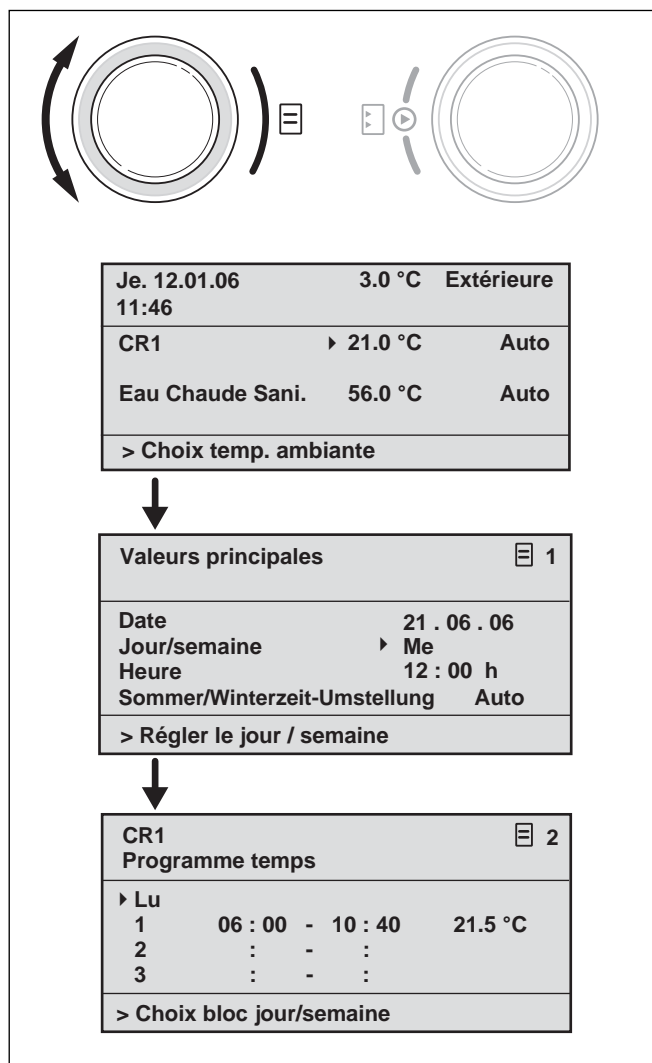 Je. 12.01.06 3.0 °C Extérieure
11:46
CR1 21.0 °C Auto
Eau Chaude Sani. 56.0 °C Auto
> Choix temp. ambiante
Valeurs principales 1
Date 21 . 06 . 06
Jour/semaine Me
Heure 12 : 00 h
Sommer/Winterzeit-Umstellung Auto
> Régler le jour / semaine
CR1 2
Programme temps
Lu
1 06 : 00 - 10 : 40 21.5 °C
2 : - :
3 : - :
> Choix bloc jour/semaine